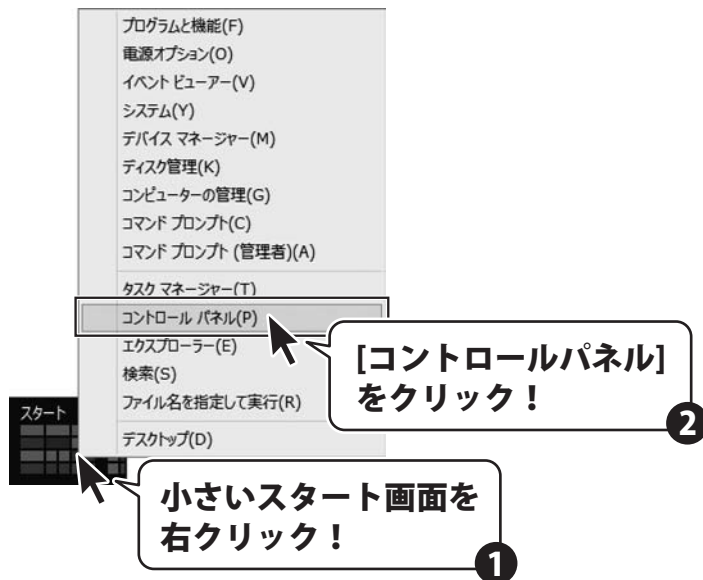 プログラムと機能(F)
電源オプション(O)
イベント ビューアー(V)
システム(Y)
デバイス マネージャー(M)
ディスク管理(K)
コンピューターの管理(G)
コマンド プロンプト(C)
コマンド プロンプト (管理者)(A)
タスク マネージャー(T)
コントロール パネル(P)
エクスプローラー(E)
検索(S)
ファイル名を指定して実行(R)
デスクトップ(D)
[コントロールパネル]
をクリック！
2
スタート
小さいスタート画面を
右クリック！
1